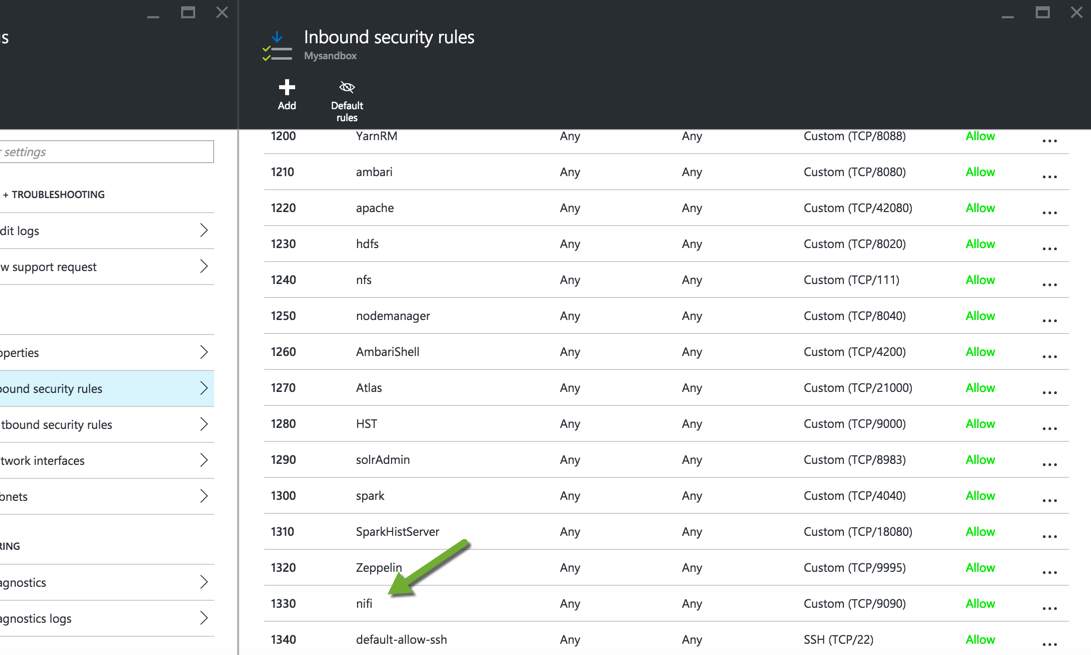 s
Inbound security rules
Mysandbox
Add
Default rules
r settings
+ TROUBLESHOOTING
dit logs
w support request
operties
bound security rules
tbound security rules
twork interfaces
bnets
RING
agnostics
agnostics logs
1200 YarnRM Any Any Custom (TCP/8088) Allow ...
1210 ambari Any Any Custom (TCP/8080) Allow ...
1220 apache Any Any Custom (TCP/42080) Allow ...
1230 hdfs Any Any Custom (TCP/8020) Allow ...
1240 nfs Any Any Custom (TCP/111) Allow ...
1250 nodemanager Any Any Custom (TCP/8040) Allow ...
1260 AmbariShell Any Any Custom (TCP/4200) Allow ...
1270 Atlas Any Any Custom (TCP/21000) Allow ...
1280 HST Any Any Custom (TCP/9000) Allow ...
1290 solrAdmin Any Any Custom (TCP/8983) Allow ...
1300 spark Any Any Custom (TCP/4040) Allow ...
1310 SparkHistServer Any Any Custom (TCP/18080) Allow ...
1320 Zeppelin Any Any Custom (TCP/9995) Allow ...
1330 nifi Any Any Custom (TCP/9090) Allow ...
1340 default-allow-ssh Any Any SSH (TCP/22) Allow ...